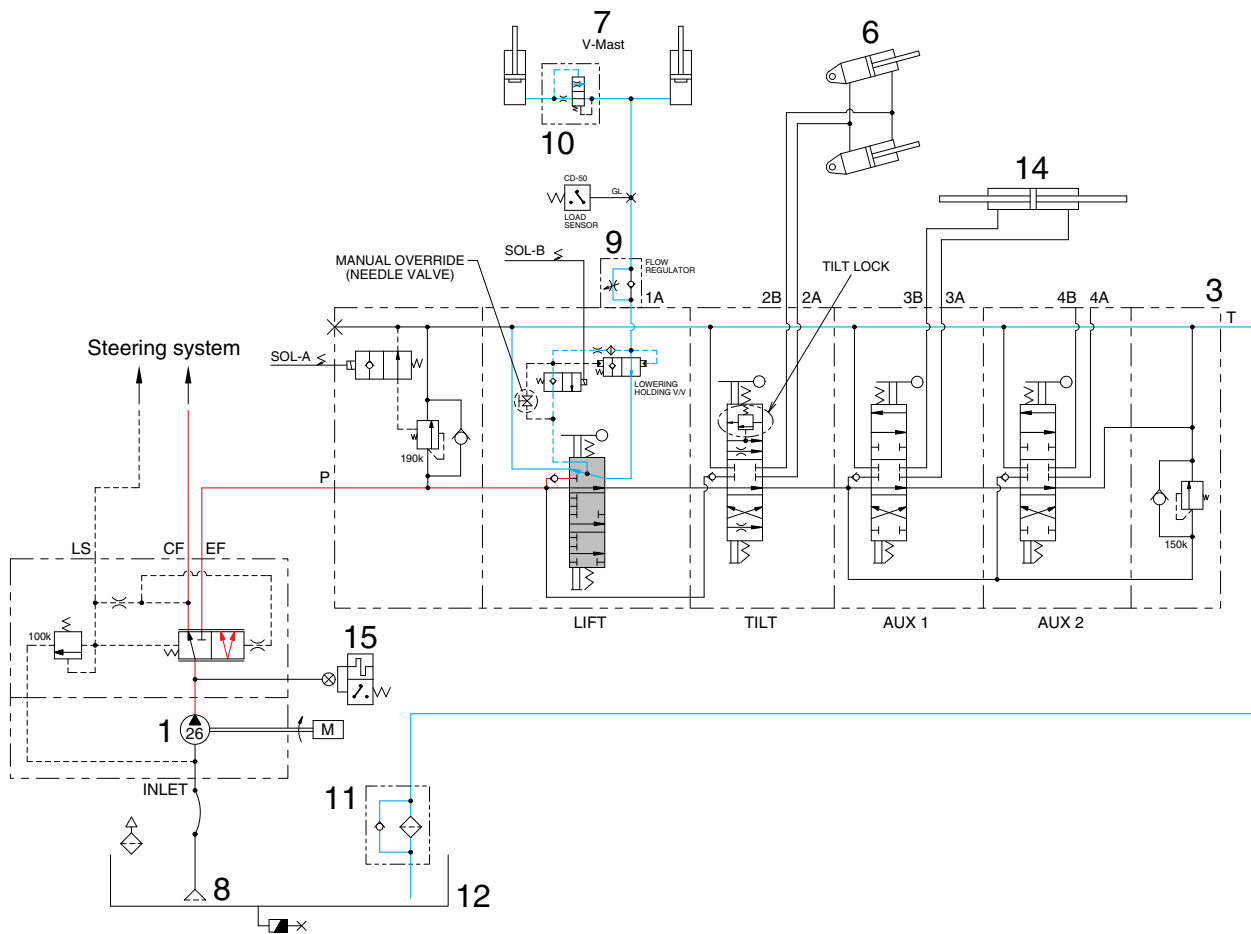 7
V-Mast
6
10
14
CD-50
GL
LOAD
SENSOR
SOL-B
9
FLOW
REGULATOR
MANUAL OVERRIDE
(NEEDLE VALVE)
TILT LOCK
1A
2B
2A
3B
3A
4B
4A
3
T
Steering system
SOL-A
LOWERING
HOLDING V/V
190k
P
150k
LS
CF
EF
LIFT
TILT
AUX 1
AUX 2
100k
15
1
26
M
INLET
11
8
12